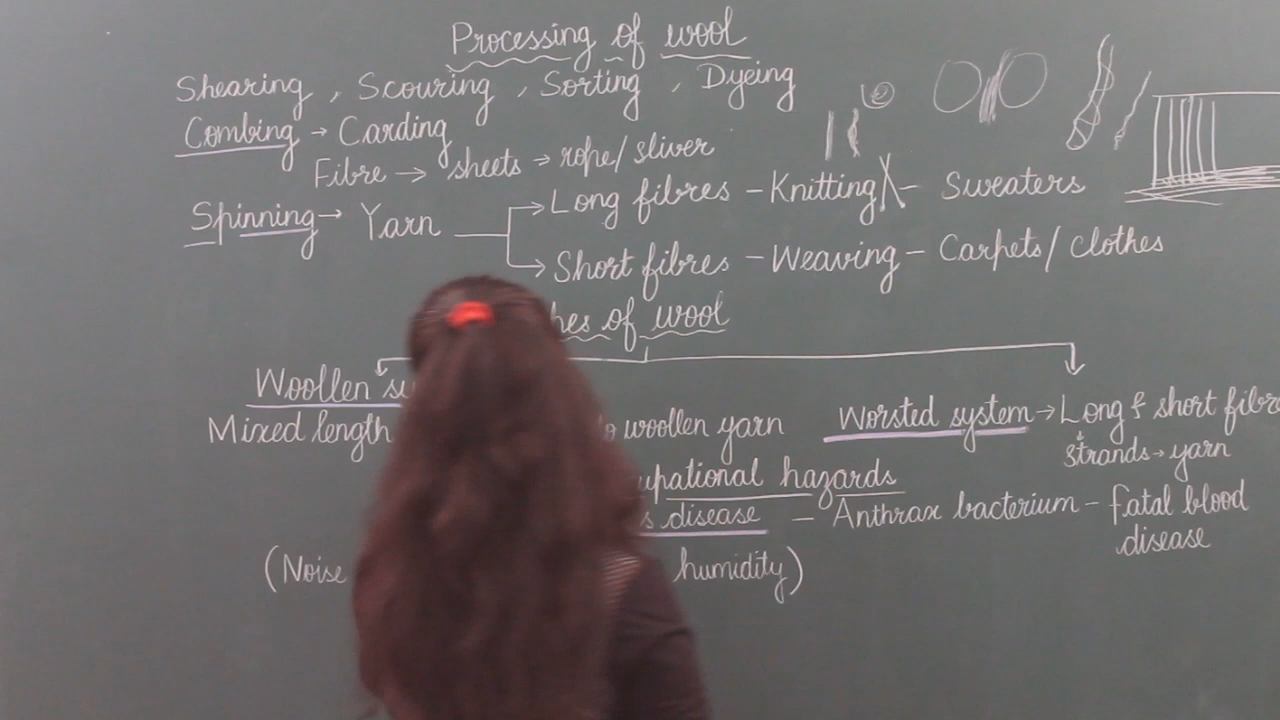 Processing of wool
Shearing , Scouring , Sorting , Dyeing
Combing → Carding
Fibre → sheets → rope/sliver
Spinning → Yarn
Long fibres - Knitting - Sweaters
Short fibres - Weaving - Carpets/clothes
of wool
Woollen
Mixed length woollen yarn
Worsted system → Long & short fibre
strands → yarn
hazards
disease - Anthrax bacterium - fatal blood
disease
(Noise humidity)